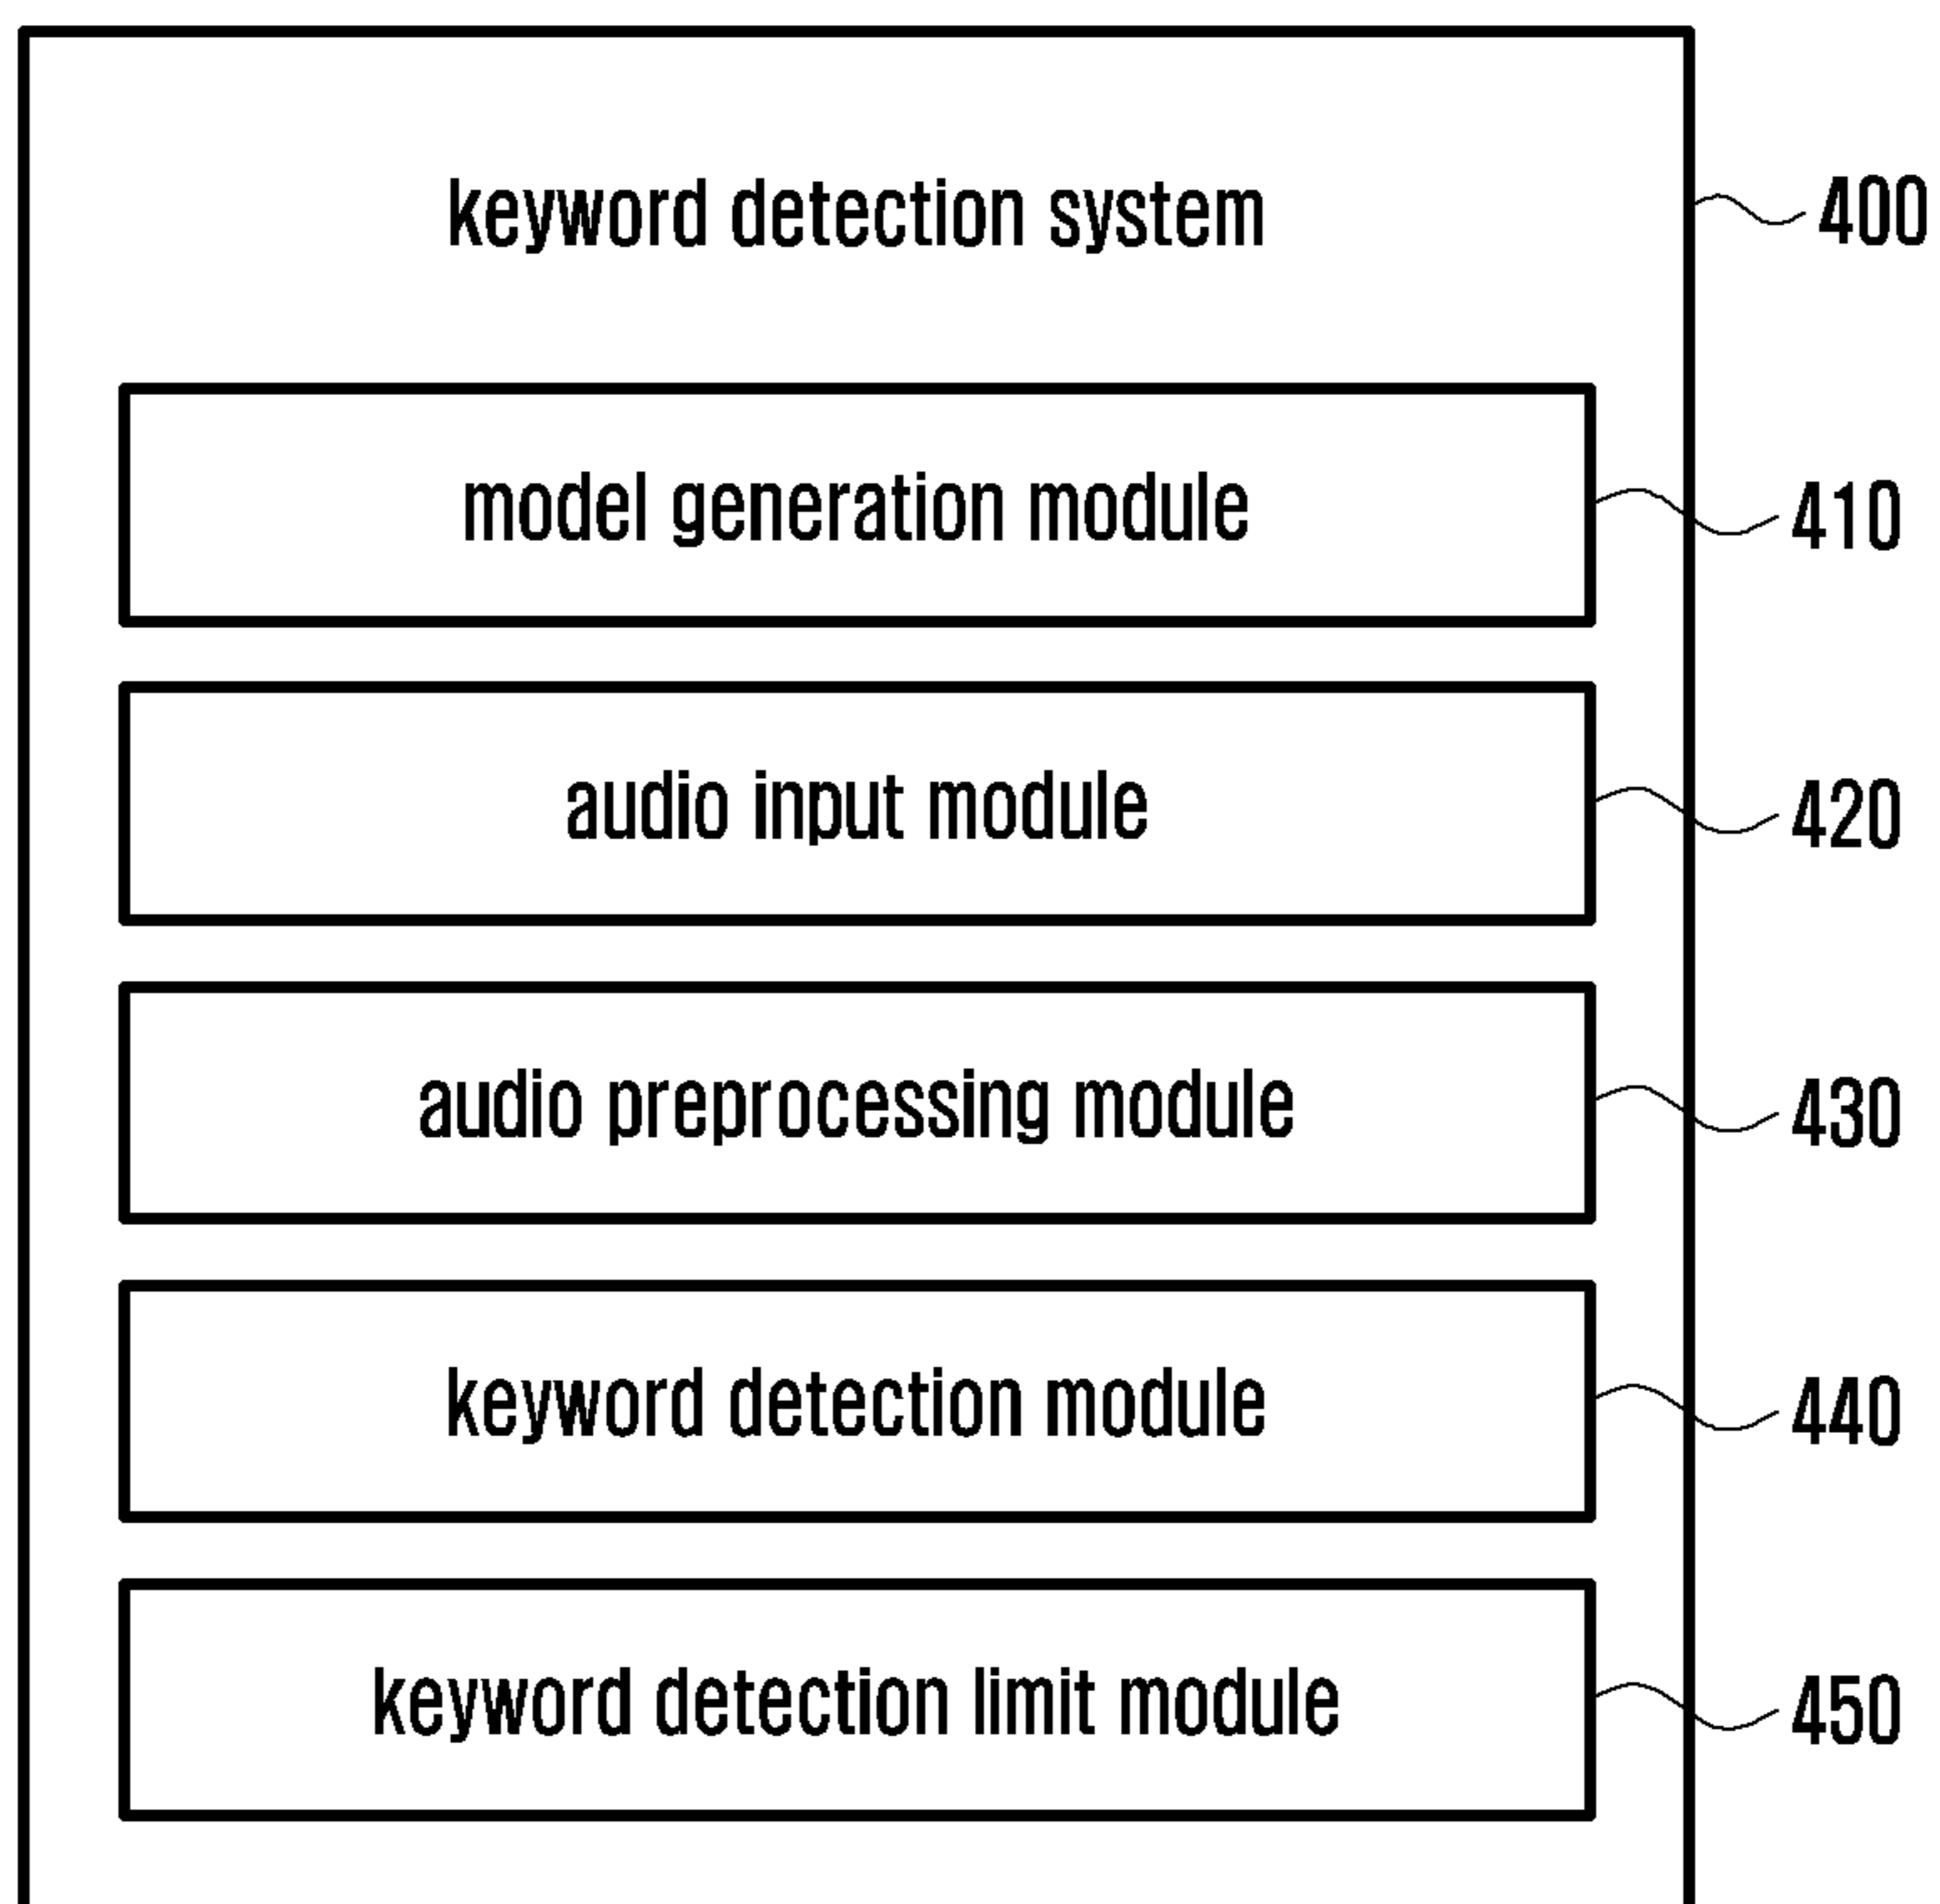 keyword detection system 400
model generation module 410
audio input module 420
audio preprocessing module 430
keyword detection module 440
keyword detection limit module 450